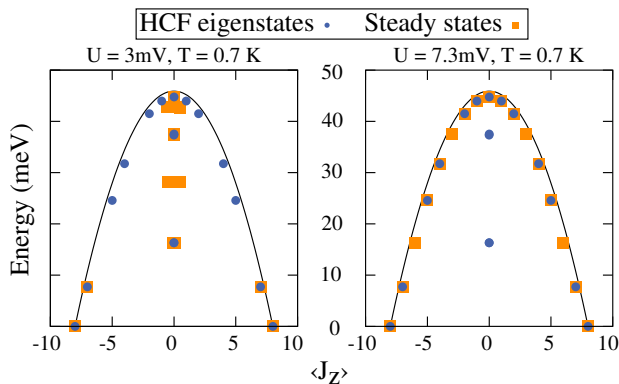 HCF eigenstates Steady states
U = 3mV, T = 0.7 K U = 7.3mV, T = 0.7 K
Energy (meV)
50
40
30
20
10
0
-10 -5 0 5 10 -10 -5 0 5 10
‹J_Z›